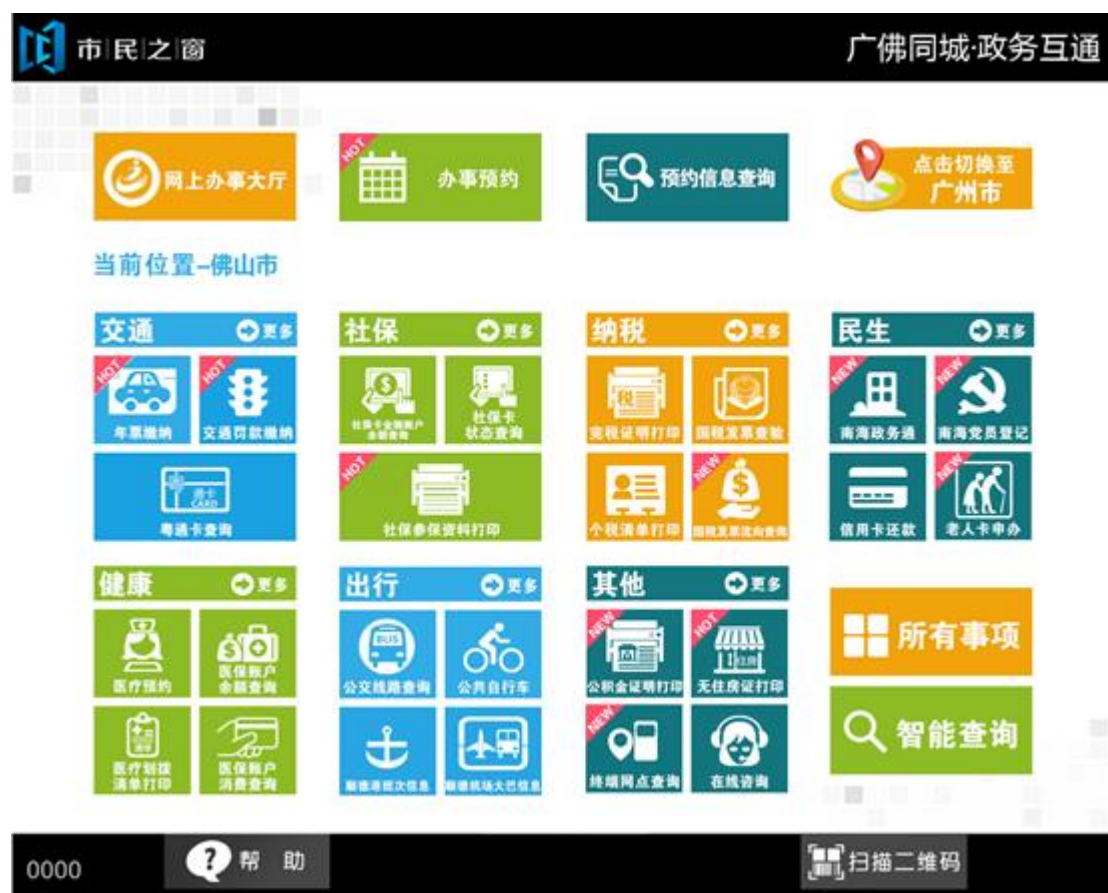 市民之窗
广佛同城·政务互通
网上办事大厅
HOT
办事预约
预约信息查询
点击切换至
广州市
当前位置-佛山市
交通
更多
HOT
年票缴纳
HOT
交通罚款缴纳
通卡
CARD
粤通卡查询
社保
更多
社保卡金融账户
余额查询
社保卡
状态查询
HOT
社保参保资料打印
纳税
更多
税
完税证明打印
国税发票查验
个税清单打印
NEW
国税发票流向查询
民生
更多
NEW
南海政务通
NEW
南海党员登记
信用卡还款
NEW
老人卡申办
健康
更多
医疗预约
医保账户
余额查询
清单
医疗划拨
清单打印
医保账户
消费查询
出行
更多
BUS
公交线路查询
公共自行车
顺德港班次信息
顺德机场大巴信息
其他
更多
NEW
公积金证明打印
HOT
住房
无住房证打印
NEW
终端网点查询
在线咨询
所有事项
智能查询
0000
帮 助
扫描二维码